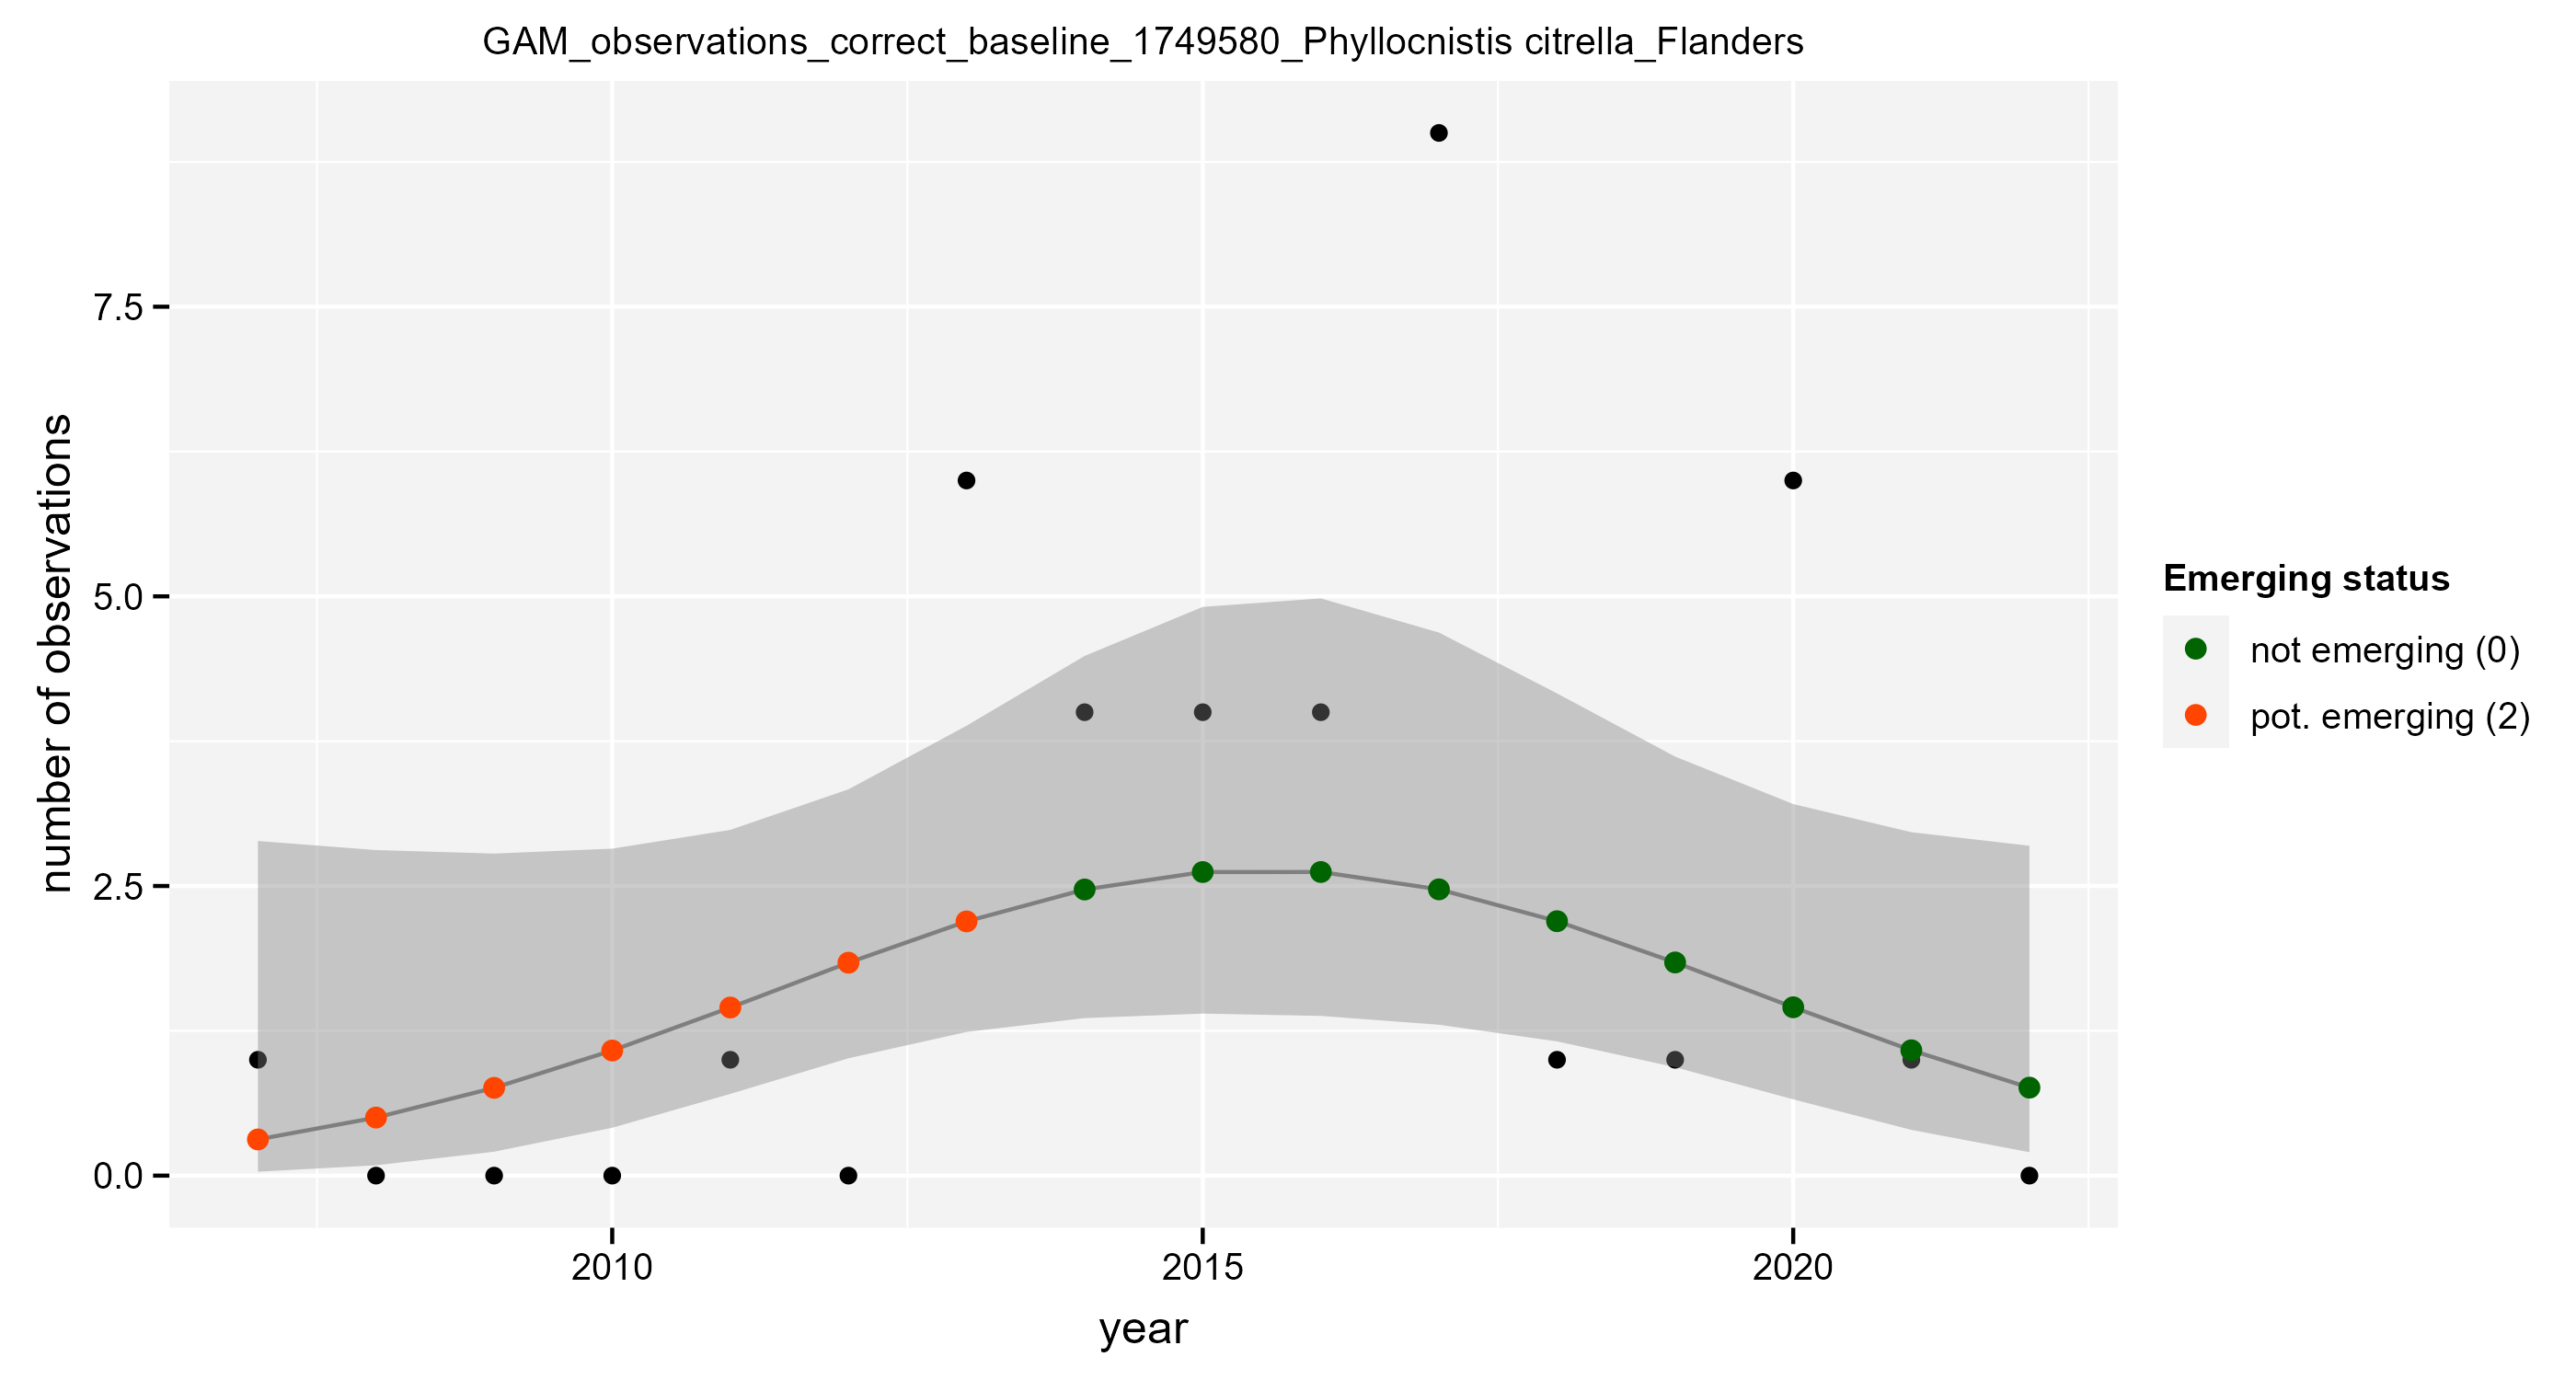 GAM_observations_correct_baseline_1749580_Phyllocnistis citrella_Flanders
number of observations
7.5
5.0
2.5
0.0
2010
2015
2020
year
Emerging status
not emerging (0)
pot. emerging (2)